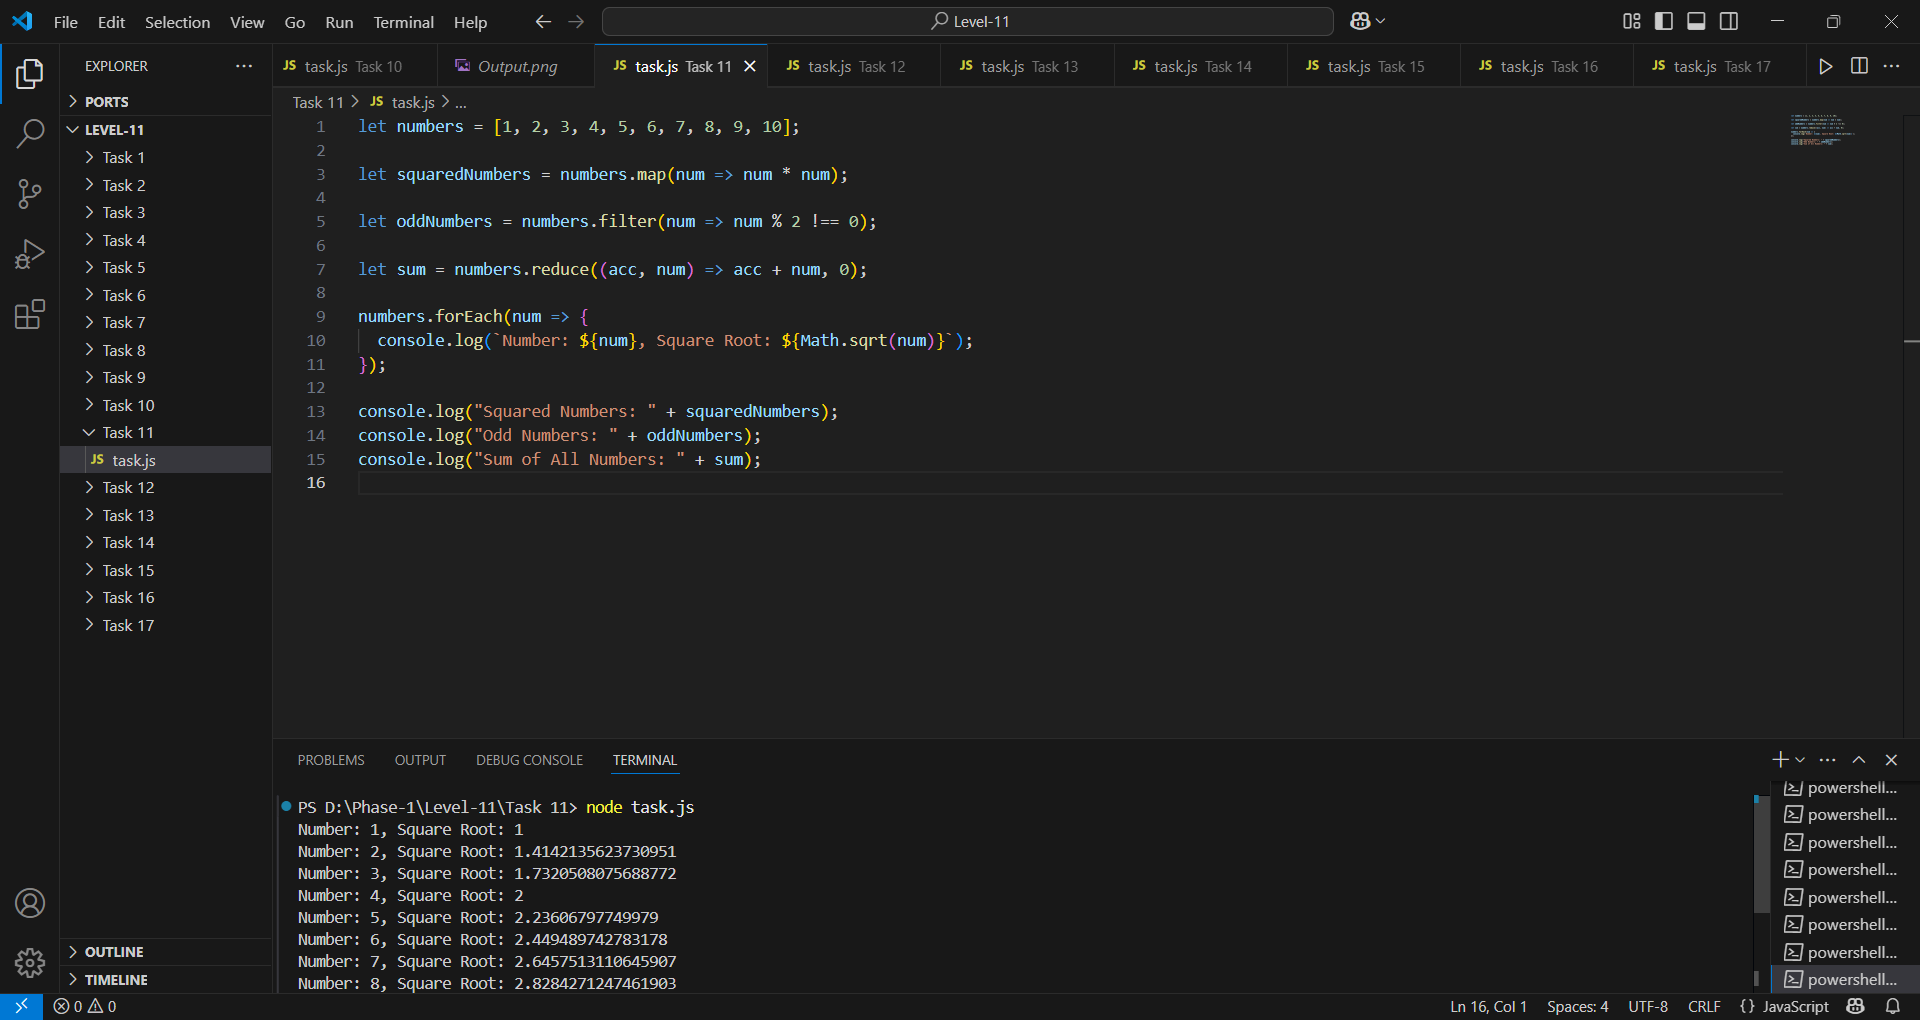 File Edit Selection View Go Run Terminal Help
Level-11
EXPLORER
PORTS
LEVEL-11
Task 1
Task 2
Task 3
Task 4
Task 5
Task 6
Task 7
Task 8
Task 9
Task 10
Task 11
JS task.js
Task 12
Task 13
Task 14
Task 15
Task 16
Task 17
OUTLINE
TIMELINE
JS task.js Task 10 Output.png JS task.js Task 11 JS task.js Task 12 JS task.js Task 13 JS task.js Task 14 JS task.js Task 15 JS task.js Task 16 JS task.js Task 17
Task 11 > JS task.js > ...
1 let numbers = [1, 2, 3, 4, 5, 6, 7, 8, 9, 10];
2
3 let squaredNumbers = numbers.map(num => num * num);
4
5 let oddNumbers = numbers.filter(num => num % 2 !== 0);
6
7 let sum = numbers.reduce((acc, num) => acc + num, 0);
8
9 numbers.forEach(num => {
10 console.log(`Number: ${num}, Square Root: ${Math.sqrt(num)}`);
11 });
12
13 console.log("Squared Numbers: " + squaredNumbers);
14 console.log("Odd Numbers: " + oddNumbers);
15 console.log("Sum of All Numbers: " + sum);
16
PROBLEMS OUTPUT DEBUG CONSOLE TERMINAL
PS D:\Phase-1\Level-11\Task 11> node task.js
Number: 1, Square Root: 1
Number: 2, Square Root: 1.4142135623730951
Number: 3, Square Root: 1.7320508075688772
Number: 4, Square Root: 2
Number: 5, Square Root: 2.23606797749979
Number: 6, Square Root: 2.449489742783178
Number: 7, Square Root: 2.6457513110645907
Number: 8, Square Root: 2.8284271247461903
powershell...
powershell...
powershell...
powershell...
powershell...
powershell...
powershell...
powershell...
0 0 Ln 16, Col 1 Spaces: 4 UTF-8 CRLF {} JavaScript